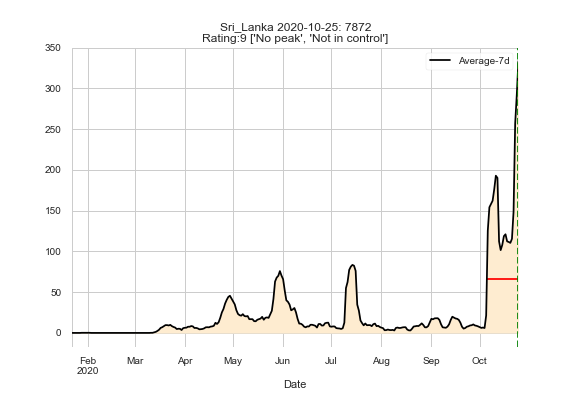 Sri_Lanka 2020-10-25: 7872
Rating:9 ['No peak', 'Not in control']
350
Average-7d
300
250
200
150
100
50
0
Feb Mar Apr May Jun Jul Aug Sep Oct
2020
Date